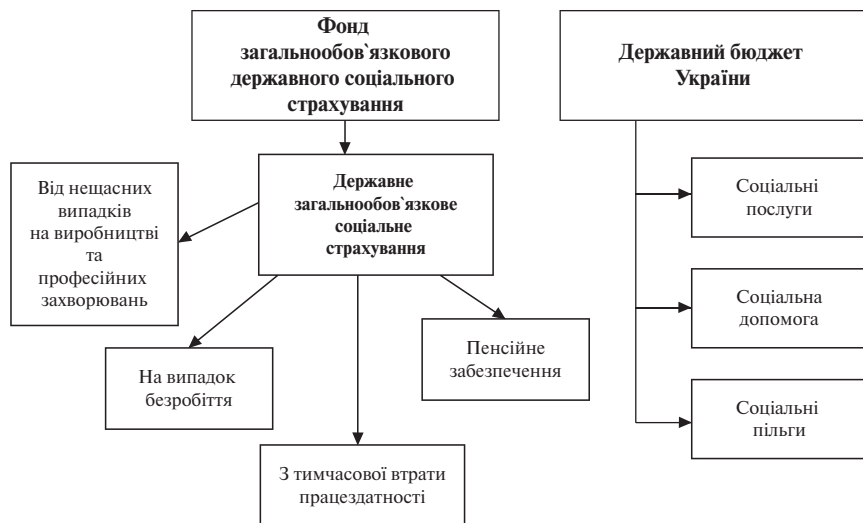 Фонд
загальнообов`язкового
державного соціального
страхування
Державний бюджет
України
Державне
загальнообов`язкове
соціальне
страхування
Від нещасних
випадків
на виробництві
та
професійних
захворювань
На випадок
безробіття
З тимчасової втрати
працездатності
Пенсійне
забезпечення
Соціальні
послуги
Соціальна
допомога
Соціальні
пільги